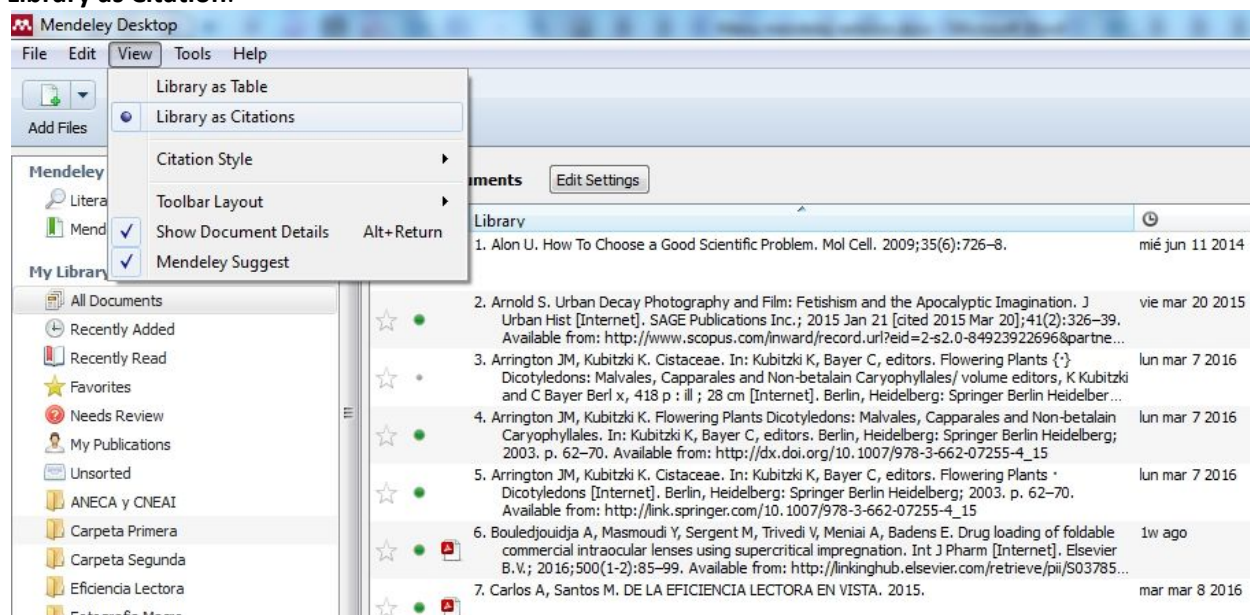 Library as Citation.
Mendeley Desktop
File Edit View Tools Help
Library as Table
Library as Citations
Citation Style
Toolbar Layout
Show Document Details Alt+Return
Mendeley Suggest
Add Files
Mendeley
Litera
Mend
My Library
All Documents
Recently Added
Recently Read
Favorites
Needs Review
My Publications
Unsorted
ANECA y CNEAI
Carpeta Primera
Carpeta Segunda
Eficiencia Lectora
Fotografia Macro
uments Edit Settings
Library
1. Alon U. How To Choose a Good Scientific Problem. Mol Cell. 2009;35(6):726–8. mié jun 11 2014
2. Arnold S. Urban Decay Photography and Film: Fetishism and the Apocalyptic Imagination. J vie mar 20 2015
Urban Hist [Internet]. SAGE Publications Inc.; 2015 Jan 21 [cited 2015 Mar 20];41(2):326–39.
Available from: http://www.scopus.com/inward/record.url?eid=2-s2.0-84923922696&partne...
3. Arrington JM, Kubitzki K. Cistaceae. In: Kubitzki K, Bayer C, editors. Flowering Plants {·} lun mar 7 2016
Dicotyledons: Malvales, Capparales and Non-betalain Caryophyllales/ volume editors, K Kubitzki
and C Bayer Berl x, 418 p : ill ; 28 cm [Internet]. Berlin, Heidelberg: Springer Berlin Heidelber...
4. Arrington JM, Kubitzki K. Flowering Plants Dicotyledons: Malvales, Capparales and Non-betalain lun mar 7 2016
Caryophyllales. In: Kubitzki K, Bayer C, editors. Berlin, Heidelberg: Springer Berlin Heidelberg;
2003. p. 62–70. Available from: http://dx.doi.org/10.1007/978-3-662-07255-4_15
5. Arrington JM, Kubitzki K. Cistaceae. In: Kubitzki K, Bayer C, editors. Flowering Plants · lun mar 7 2016
Dicotyledons [Internet]. Berlin, Heidelberg: Springer Berlin Heidelberg; 2003. p. 62–70.
Available from: http://link.springer.com/10.1007/978-3-662-07255-4_15
6. Bouledjouidja A, Masmoudi Y, Sergent M, Trivedi V, Meniai A, Badens E. Drug loading of foldable 1w ago
commercial intraocular lenses using supercritical impregnation. Int J Pharm [Internet]. Elsevier
B.V.; 2016;500(1-2):85–99. Available from: http://linkinghub.elsevier.com/retrieve/pii/S03785...
7. Carlos A, Santos M. DE LA EFICIENCIA LECTORA EN VISTA. 2015. mar mar 8 2016